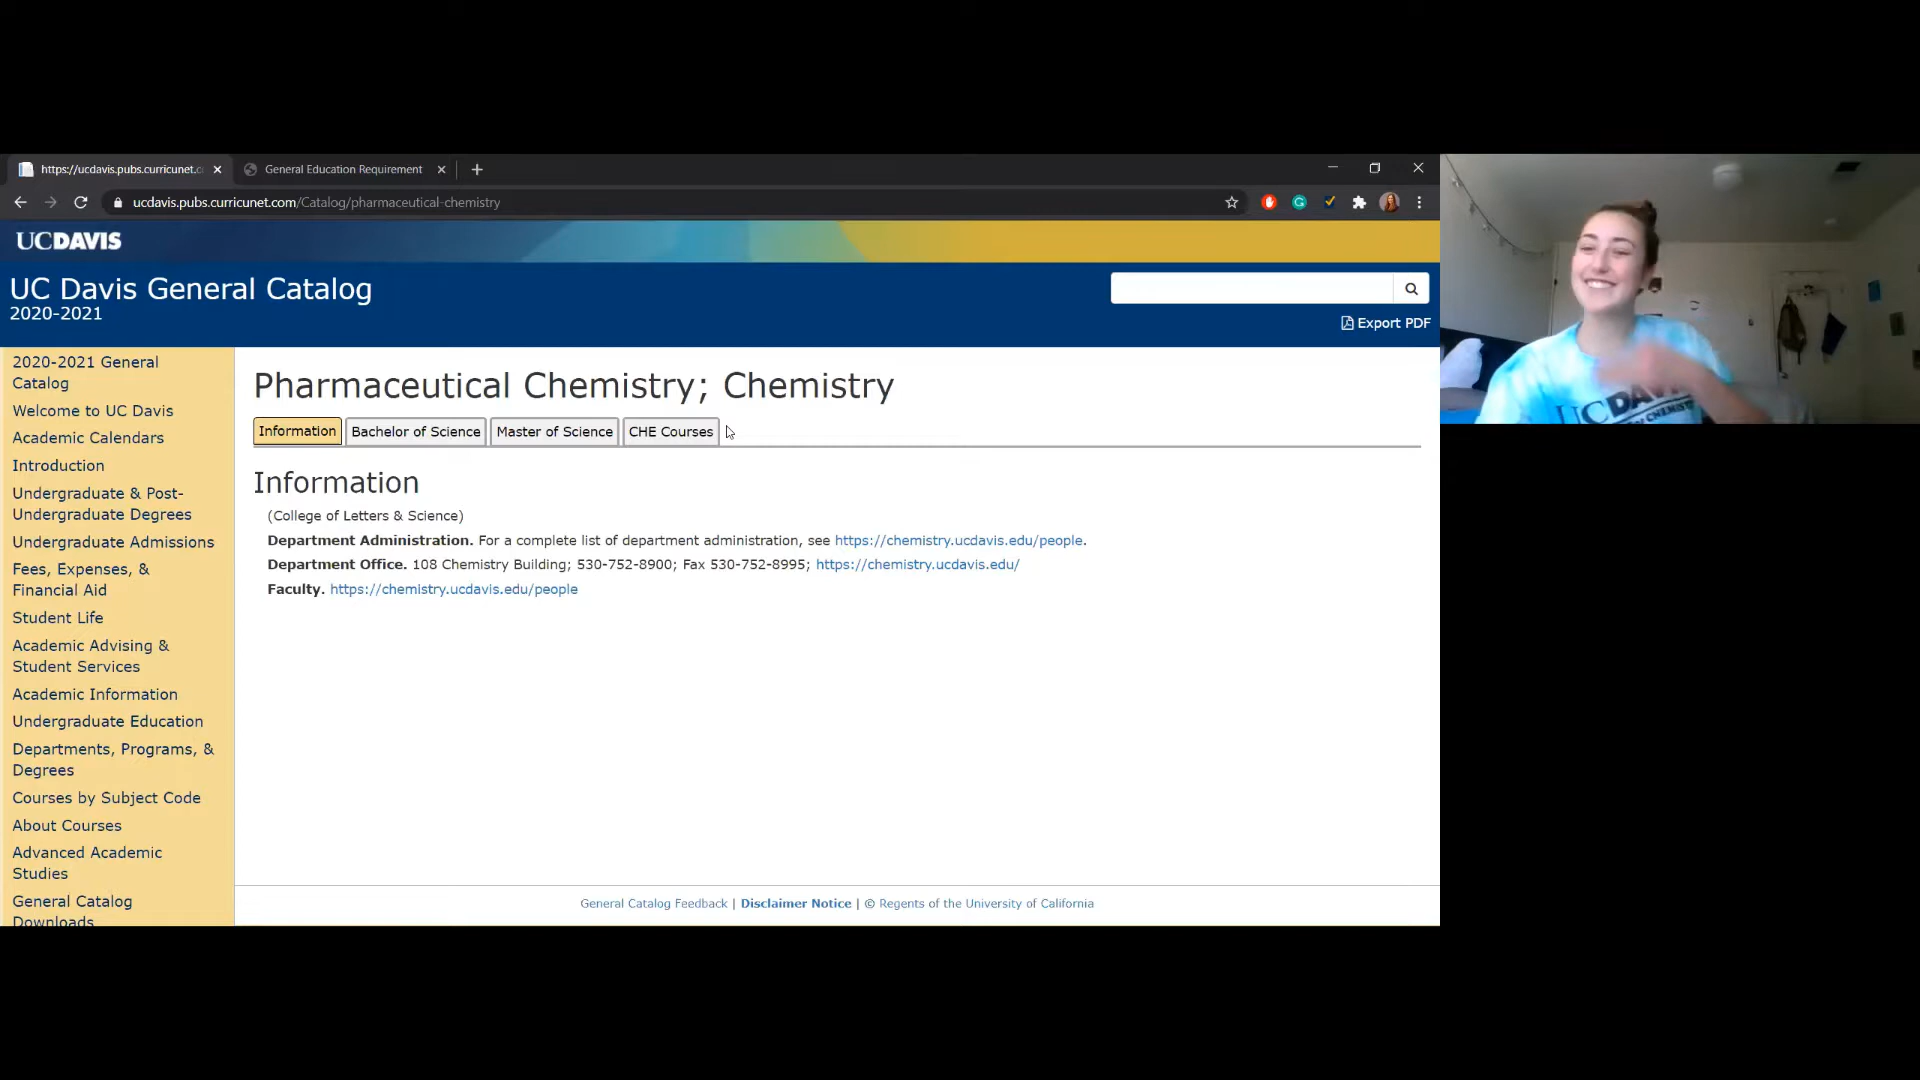 https://ucdavis.pubs.curricunet.c
General Education Requirement
ucdavis.pubs.curricunet.com/Catalog/pharmaceutical-chemistry
UCDAVIS
UC Davis General Catalog
2020-2021
Export PDF
2020-2021 General
Catalog
Welcome to UC Davis
Academic Calendars
Introduction
Undergraduate & Post-
Undergraduate Degrees
Undergraduate Admissions
Fees, Expenses, &
Financial Aid
Student Life
Academic Advising &
Student Services
Academic Information
Undergraduate Education
Departments, Programs, &
Degrees
Courses by Subject Code
About Courses
Advanced Academic
Studies
General Catalog
Downloads
Pharmaceutical Chemistry; Chemistry
Information
Bachelor of Science
Master of Science
CHE Courses
Information
(College of Letters & Science)
Department Administration. For a complete list of department administration, see https://chemistry.ucdavis.edu/people.
Department Office. 108 Chemistry Building; 530-752-8900; Fax 530-752-8995; https://chemistry.ucdavis.edu/
Faculty. https://chemistry.ucdavis.edu/people
General Catalog Feedback | Disclaimer Notice | © Regents of the University of California